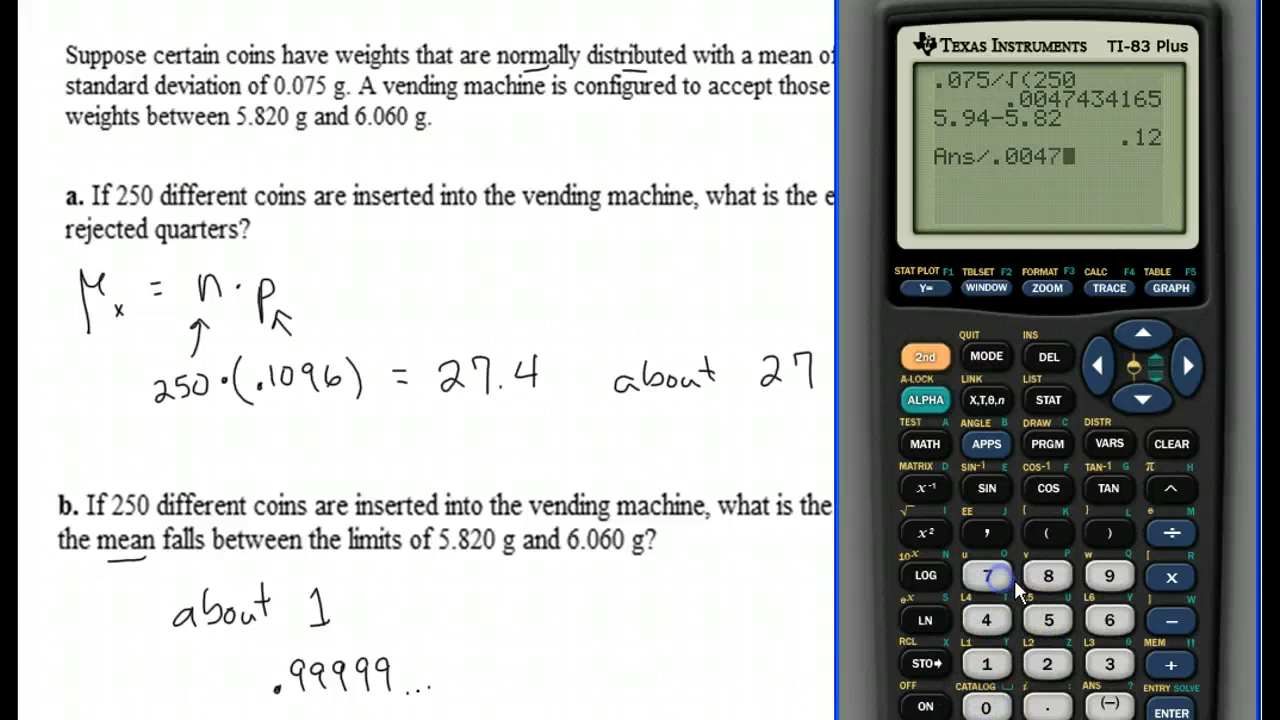 Suppose certain coins have weights that are normally distributed with a mean of
standard deviation of 0.075 g. A vending machine is configured to accept those
weights between 5.820 g and 6.060 g.
a. If 250 different coins are inserted into the vending machine, what is the e
rejected quarters?
μx = n · p
250·(.1096) = 27.4 about 27
b. If 250 different coins are inserted into the vending machine, what is the
the mean falls between the limits of 5.820 g and 6.060 g?
about 1
.99999...
TEXAS INSTRUMENTS TI-83 Plus
.075/√(250
.0047434165
5.94-5.82
.12
Ans/.0047
STAT PLOT F1 TBLSET F2 FORMAT F3 CALC F4 TABLE F5
Y= WINDOW ZOOM TRACE GRAPH
QUIT INS
2nd MODE DEL
A-LOCK LINK LIST
ALPHA X,T,θ,n STAT
TEST A ANGLE B DRAW C DISTR
MATH APPS PRGM VARS CLEAR
MATRIX D SIN⁻¹ E COS⁻¹ F TAN⁻¹ G π H
x⁻¹ SIN COS TAN ^
√ I EE J { K } L e M
x² , ( ) ÷
10ˣ N u O v P w Q [ R
LOG 7 8 9 ×
eˣ S L4 T L5 U L6 V ] W
LN 4 5 6 −
RCL X L1 Y L2 Z L3 θ MEM "
STO➔ 1 2 3 +
OFF CATALOG ␣ : ANS ? ENTRY SOLVE
ON 0 . (−) ENTER